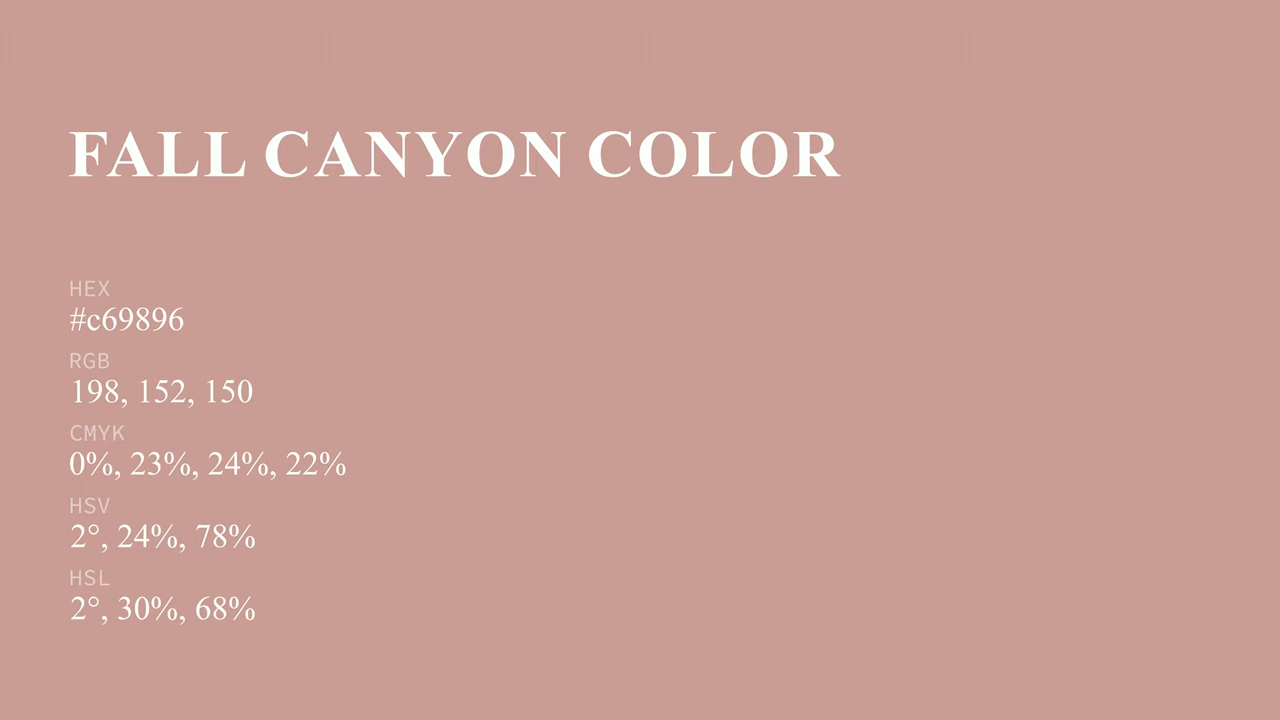 FALL CANYON COLOR
HEX
#c69896
RGB
198, 152, 150
CMYK
0%, 23%, 24%, 22%
HSV
2°, 24%, 78%
HSL
2°, 30%, 68%